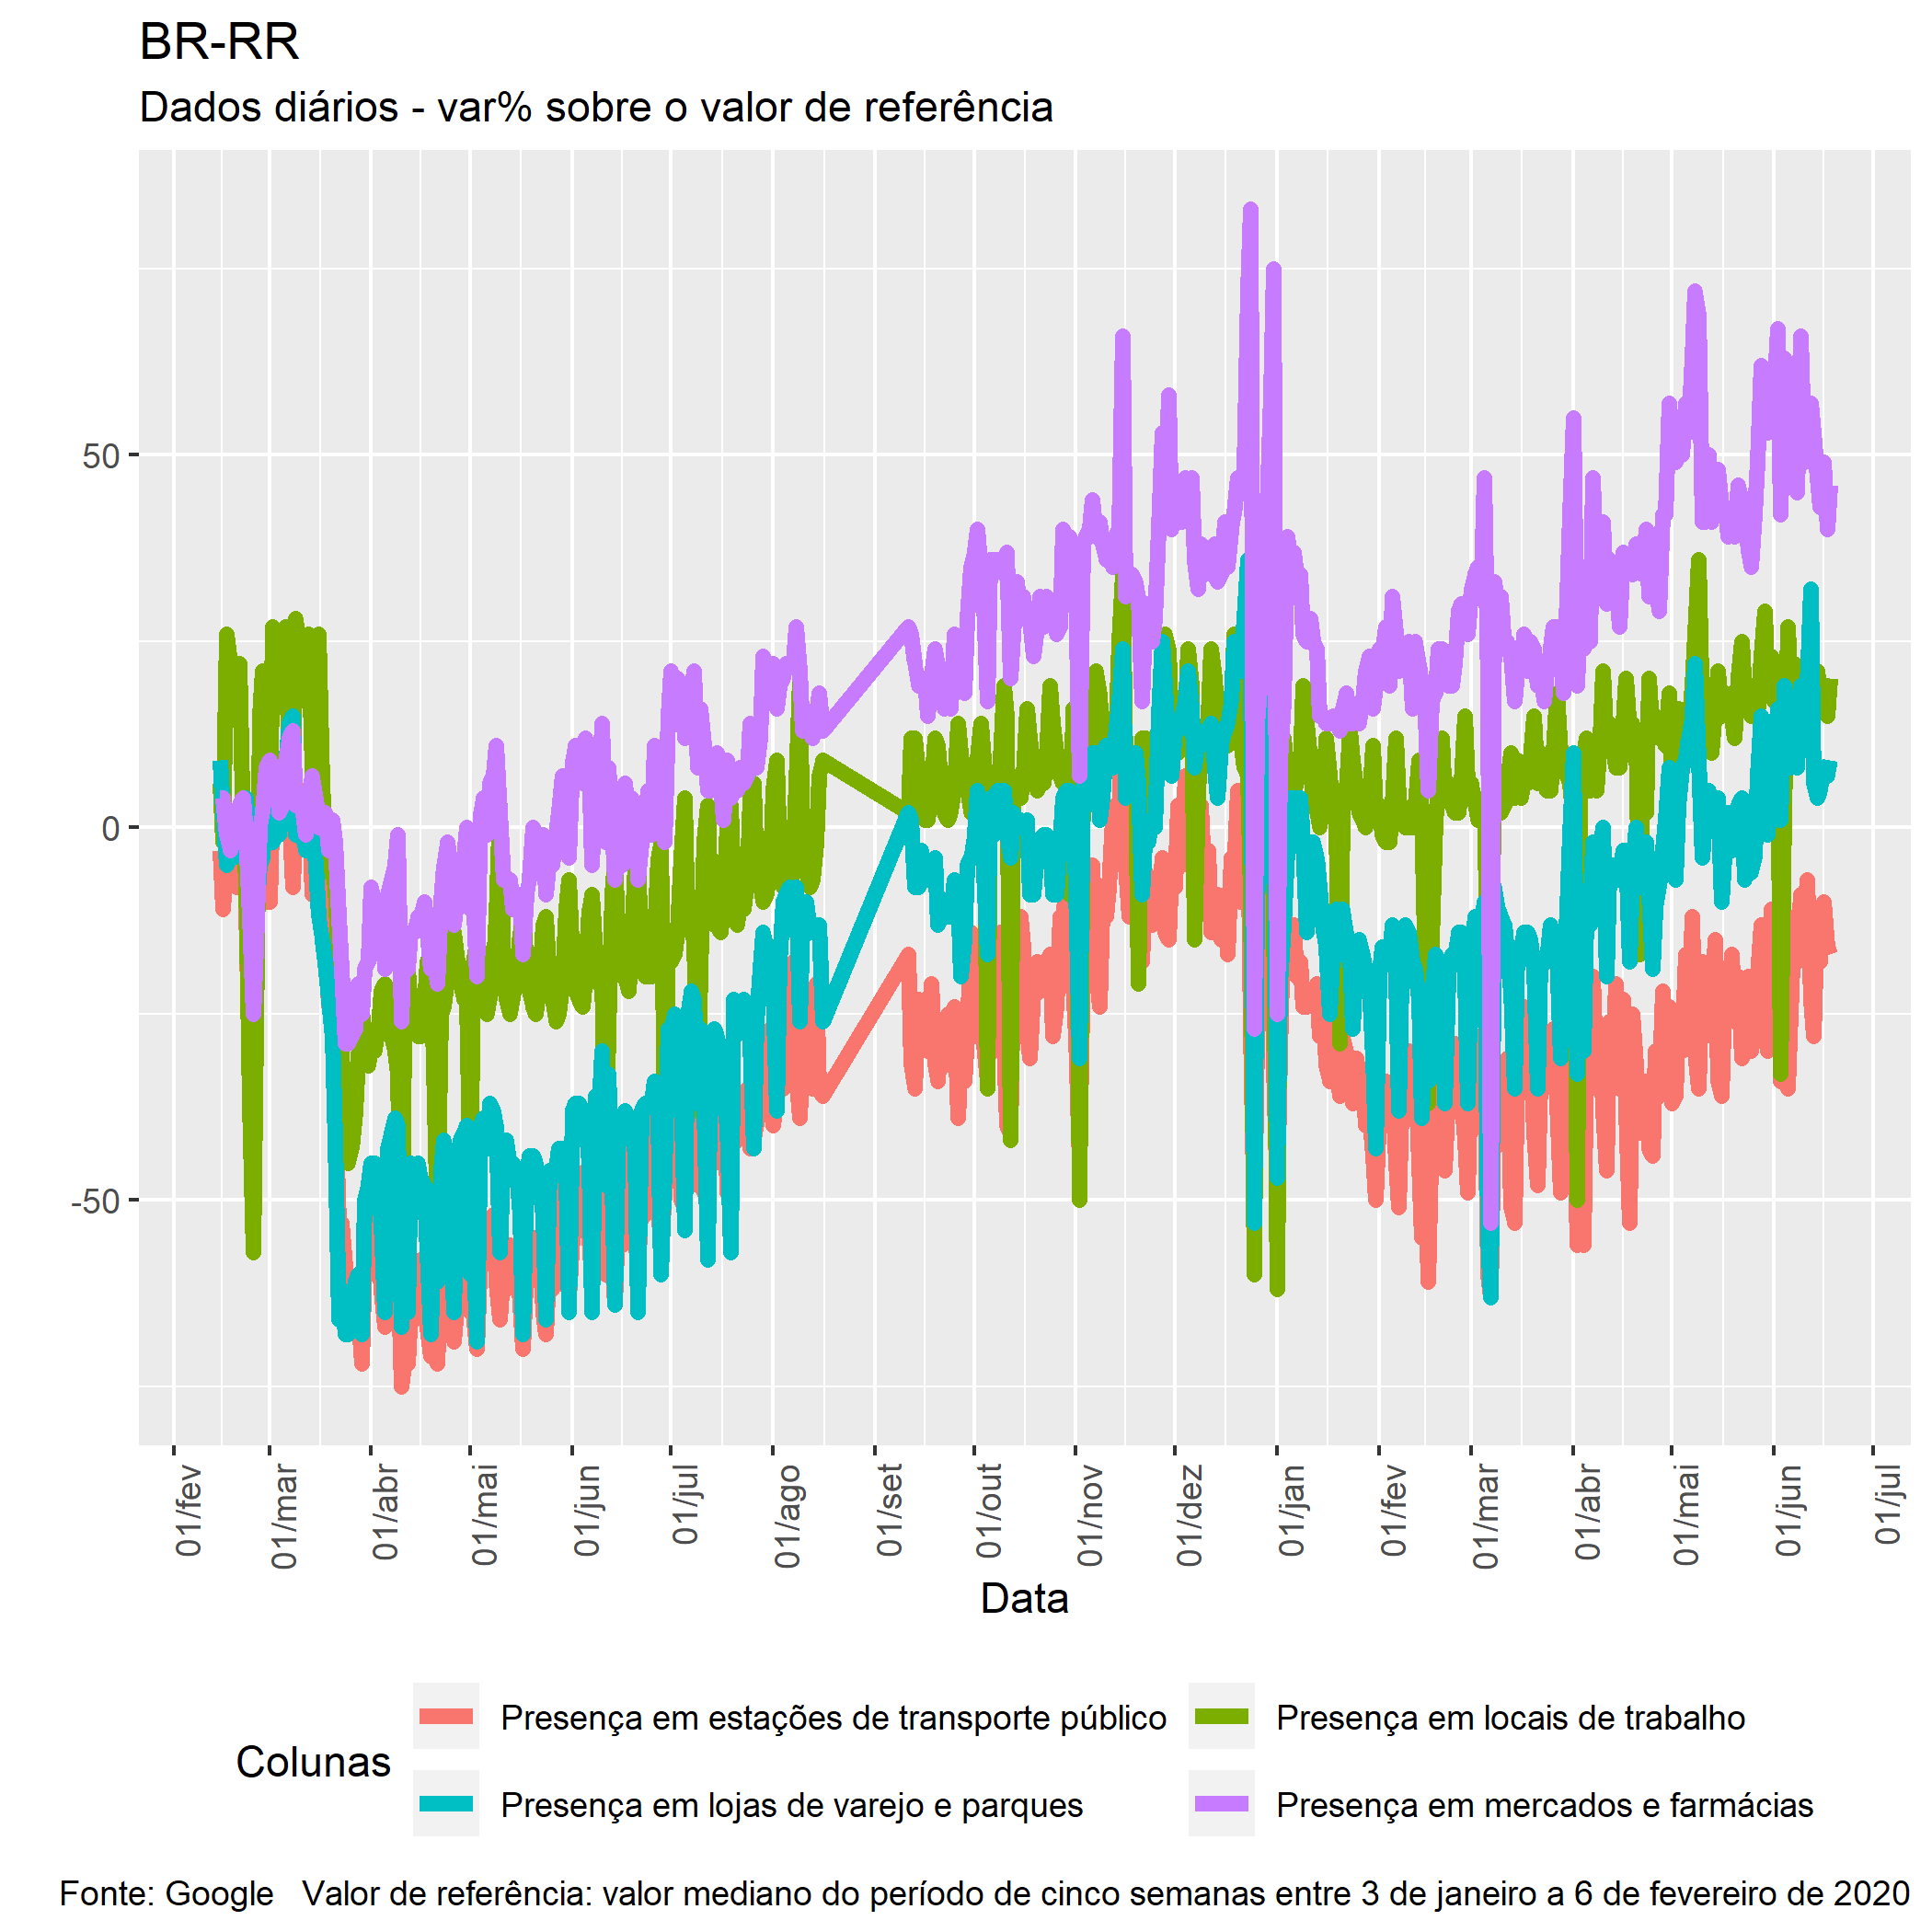 BR-RR
Dados diários - var% sobre o valor de referência
50
0
-50
01/fev
01/mar
01/abr
01/mai
01/jun
01/jul
01/ago
01/set
01/out
01/nov
01/dez
01/jan
01/fev
01/mar
01/abr
01/mai
01/jun
01/jul
Data
Colunas
Presença em estações de transporte público
Presença em locais de trabalho
Presença em lojas de varejo e parques
Presença em mercados e farmácias
Fonte: Google   Valor de referência: valor mediano do período de cinco semanas entre 3 de janeiro a 6 de fevereiro de 2020